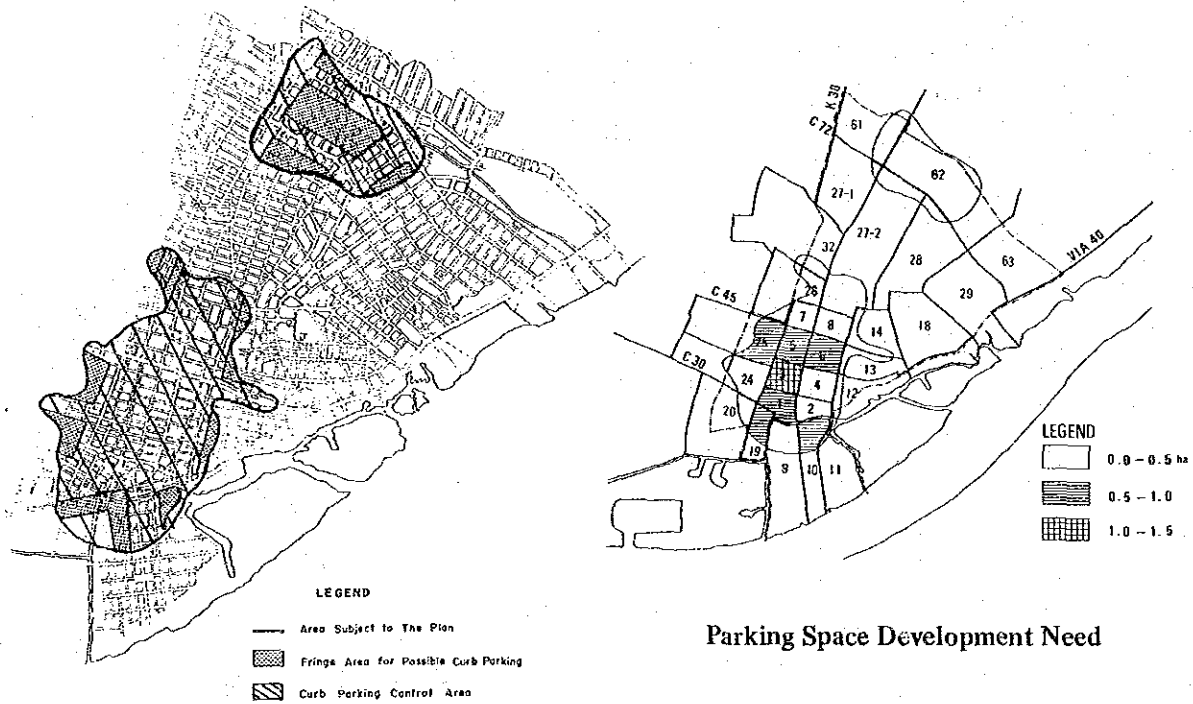 LEGEND
Area Subject to The Plan
Fringe Area for Possible Curb Parking
Curb Parking Control Area
K 30
C 72
61
62
27-1
27-2
32
28
63
VIA 40
29
26
C 45
7
8
14
18
5
6
25
13
C 30
24
3
4
12
20
1
2
19
9
10
11
LEGEND
0.0 – 0.5 ha
0.5 – 1.0
1.0 – 1.5
Parking Space Development Need